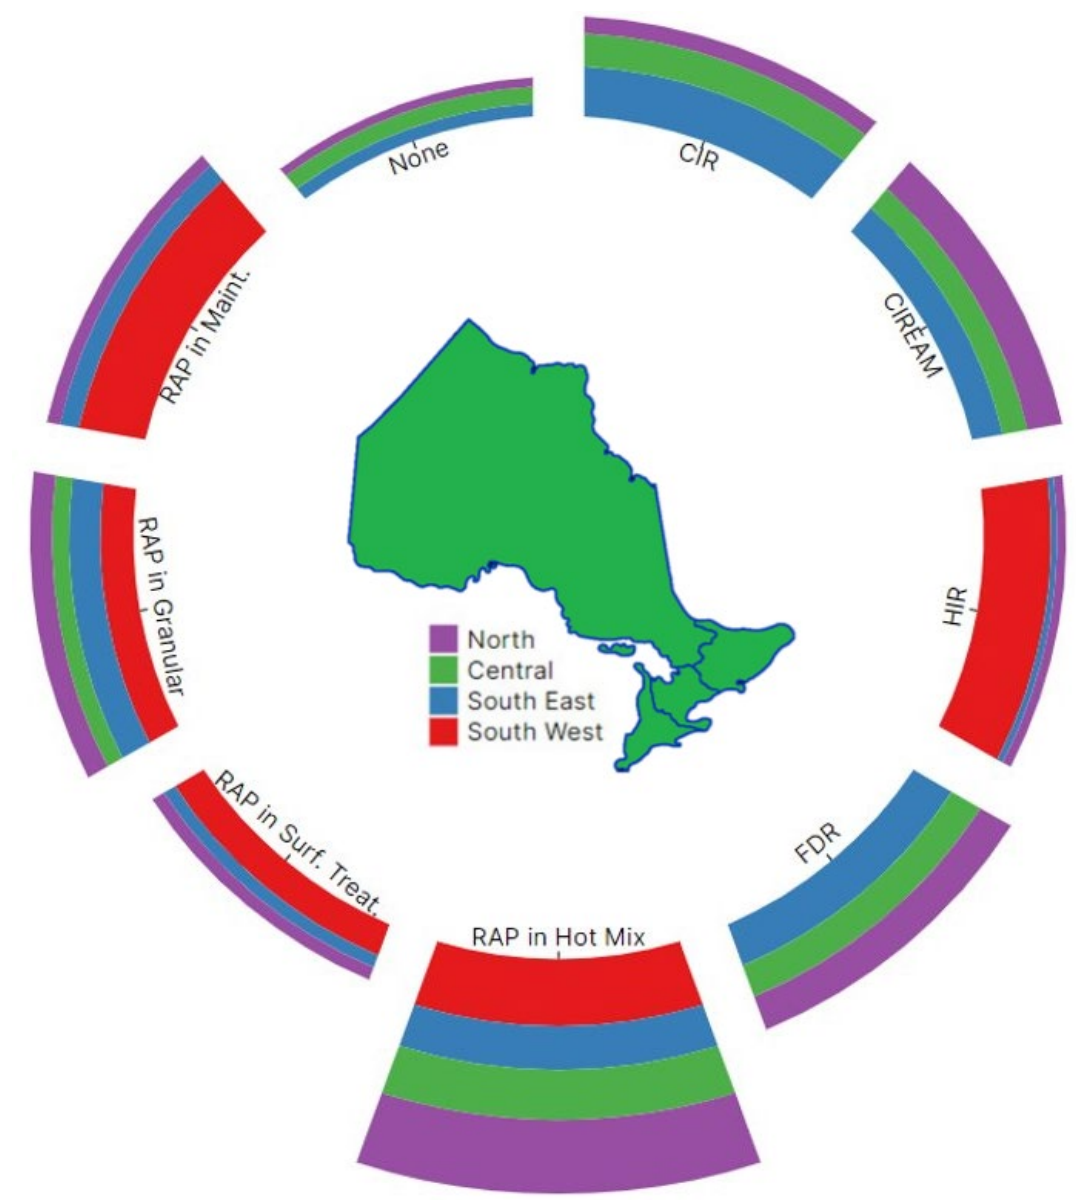 None
CIR
CIREAM
HIR
FDR
RAP in Hot Mix
RAP in Surf. Treat.
RAP in Granular
RAP in Maint.
North
Central
South East
South West